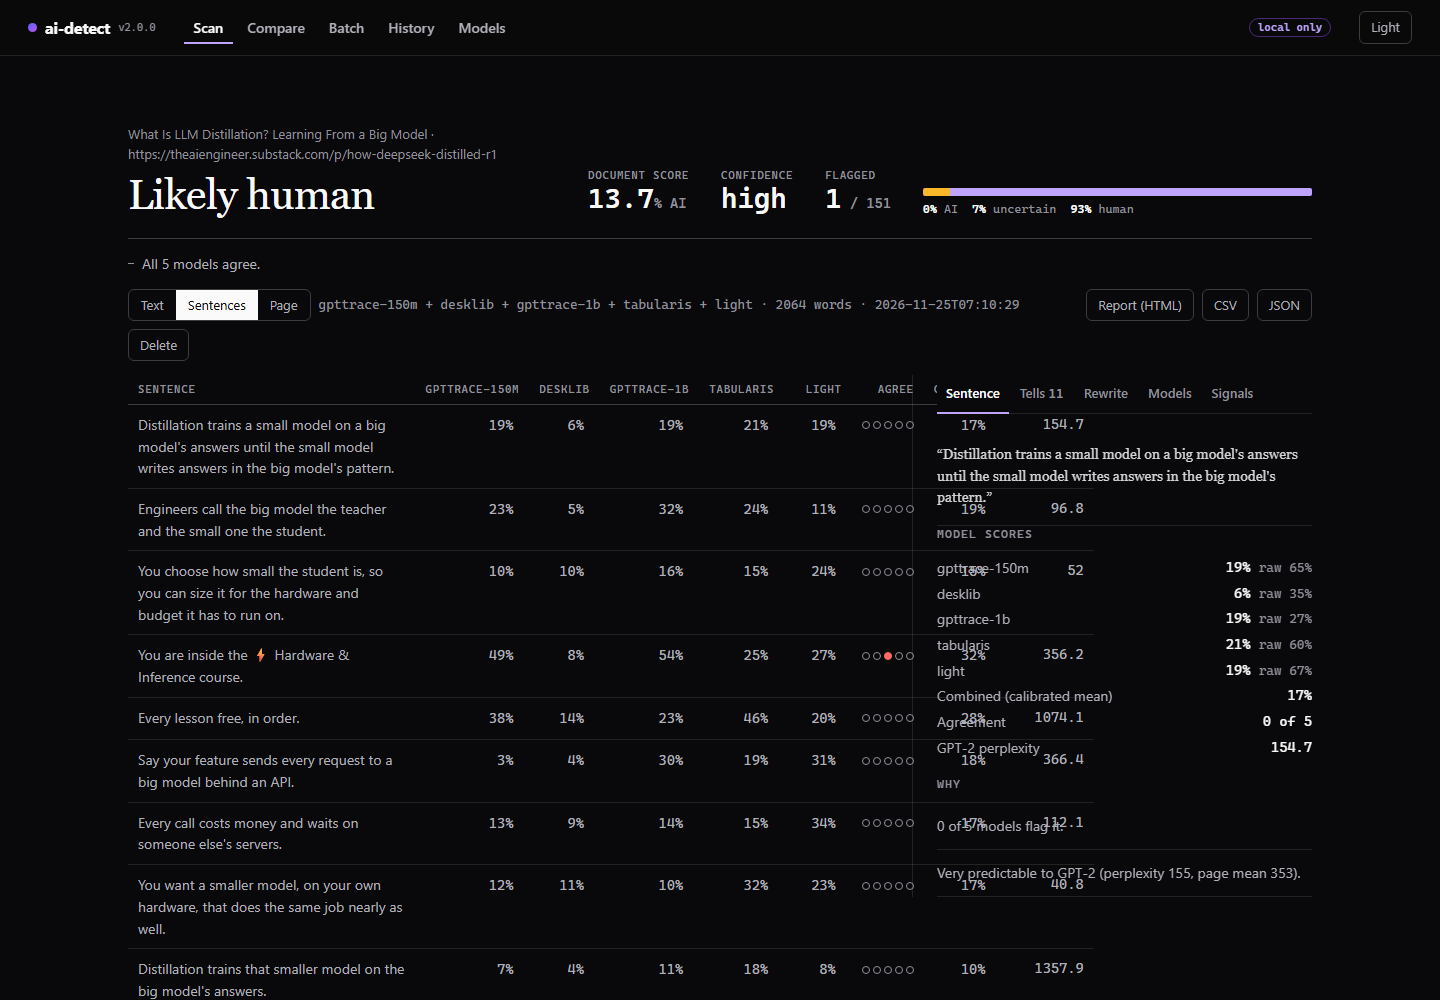 ai-detect v2.0.0 Scan Compare Batch History Models local only Light
What Is LLM Distillation? Learning From a Big Model ·
https://theaiengineer.substack.com/p/how-deepseek-distilled-r1
Likely human
DOCUMENT SCORE
13.7% AI
CONFIDENCE
high
FLAGGED
1 / 151
0% AI 7% uncertain 93% human
– All 5 models agree.
Text Sentences Page gpttrace-150m + desklib + gpttrace-1b + tabularis + light · 2064 words · 2026-11-25T07:10:29 Report (HTML) CSV JSON
Delete
SENTENCE GPTTRACE-150M DESKLIB GPTTRACE-1B TABULARIS LIGHT AGREE
Distillation trains a small model on a big 19% 6% 19% 21% 19% 17% 154.7
model's answers until the small model
writes answers in the big model's pattern.
Engineers call the big model the teacher 23% 5% 32% 24% 11% 19% 96.8
and the small one the student.
You choose how small the student is, so 10% 10% 16% 15% 24% 15% 52
you can size it for the hardware and
budget it has to run on.
You are inside the ⚡ Hardware & 49% 8% 54% 25% 27% 32% 356.2
Inference course.
Every lesson free, in order. 38% 14% 23% 46% 20% 28% 1074.1
Say your feature sends every request to a 3% 4% 30% 19% 31% 18% 366.4
big model behind an API.
Every call costs money and waits on 13% 9% 14% 15% 34% 17% 112.1
someone else's servers.
You want a smaller model, on your own 12% 11% 10% 32% 23% 17% 40.8
hardware, that does the same job nearly as
well.
Distillation trains that smaller model on the 7% 4% 11% 18% 8% 10% 1357.9
big model's answers.
Sentence Tells 11 Rewrite Models Signals
“Distillation trains a small model on a big model's answers
until the small model writes answers in the big model's
pattern.”
MODEL SCORES
gpttrace-150m 19% raw 65%
desklib 6% raw 35%
gpttrace-1b 19% raw 27%
tabularis 21% raw 60%
light 19% raw 67%
Combined (calibrated mean) 17%
Agreement 0 of 5
GPT-2 perplexity 154.7
WHY
0 of 5 models flag it.
Very predictable to GPT-2 (perplexity 155, page mean 353).